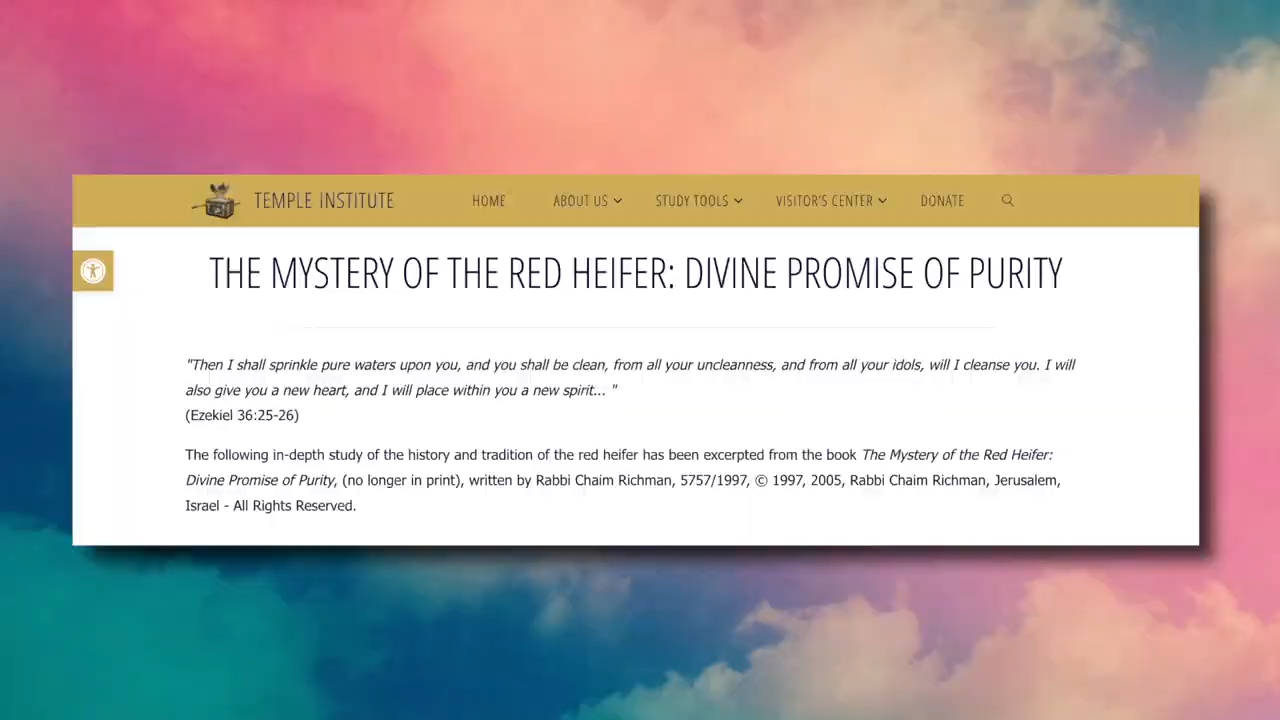 TEMPLE INSTITUTE HOME ABOUT US STUDY TOOLS VISITOR'S CENTER DONATE
THE MYSTERY OF THE RED HEIFER: DIVINE PROMISE OF PURITY
"Then I shall sprinkle pure waters upon you, and you shall be clean, from all your uncleanness, and from all your idols, will I cleanse you. I will
also give you a new heart, and I will place within you a new spirit... "
(Ezekiel 36:25-26)
The following in-depth study of the history and tradition of the red heifer has been excerpted from the book The Mystery of the Red Heifer:
Divine Promise of Purity, (no longer in print), written by Rabbi Chaim Richman, 5757/1997, © 1997, 2005, Rabbi Chaim Richman, Jerusalem,
Israel - All Rights Reserved.